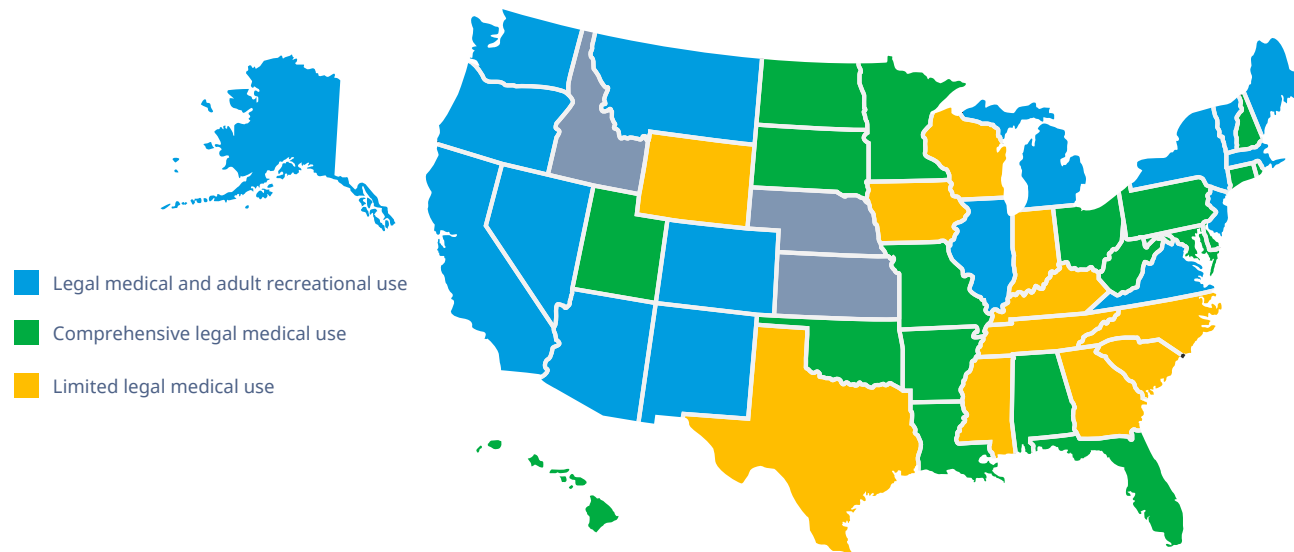 Legal medical and adult recreational use
Comprehensive legal medical use
Limited legal medical use